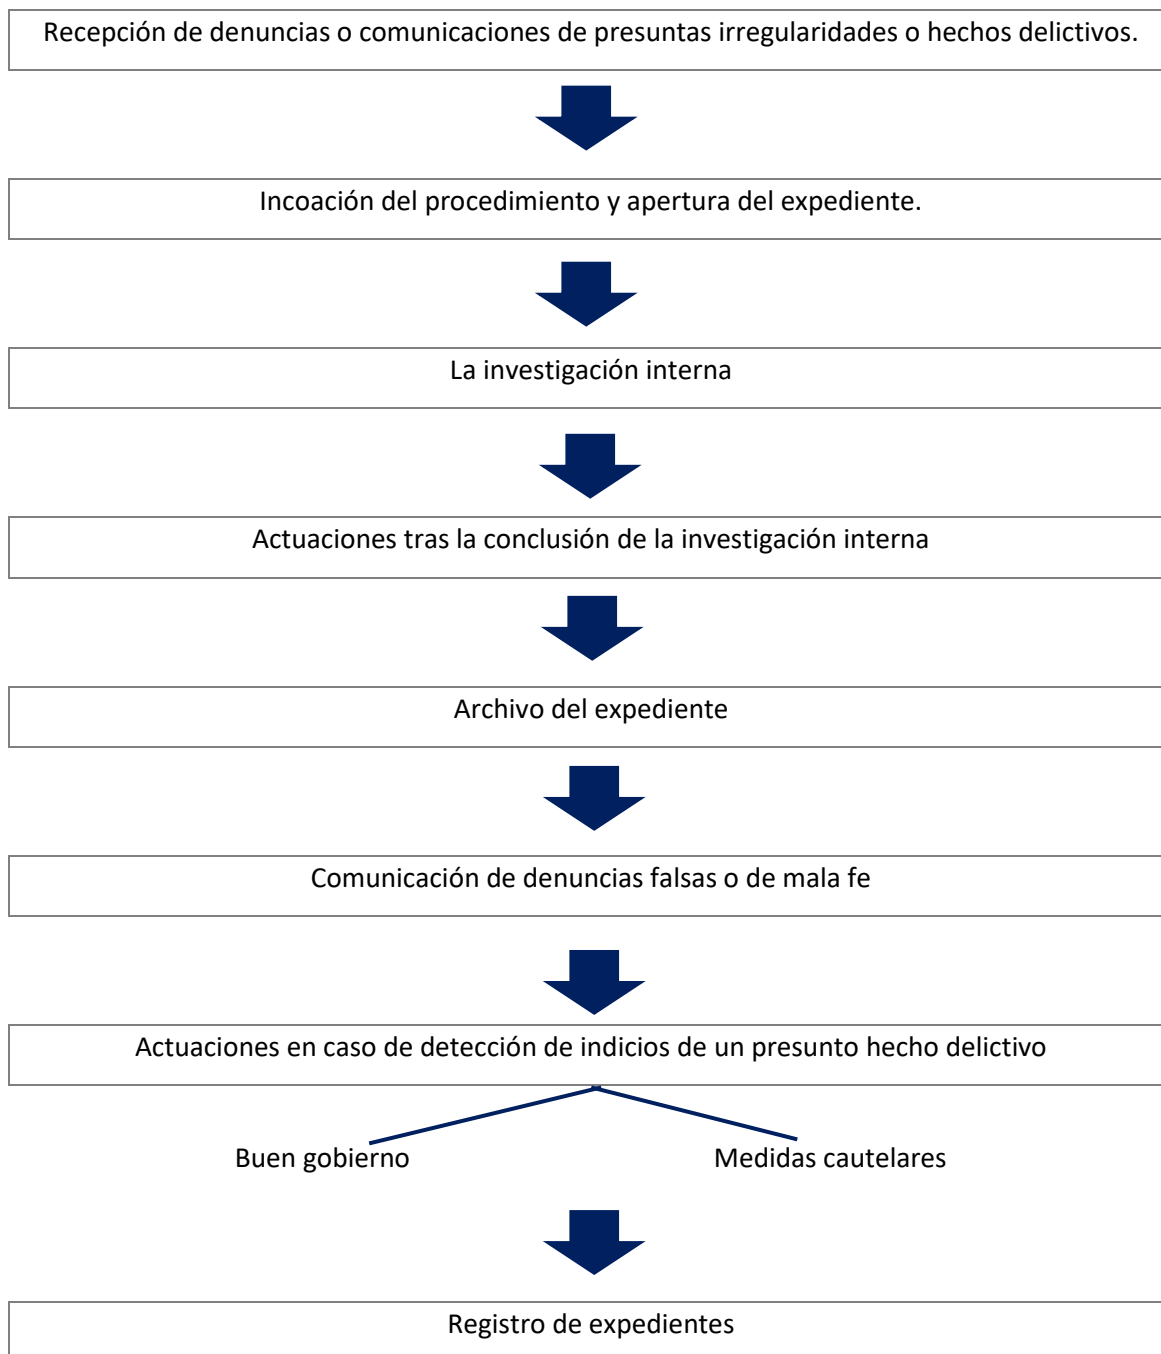 Recepción de denuncias o comunicaciones de presuntas irregularidades o hechos delictivos.
Incoación del procedimiento y apertura del expediente.
La investigación interna
Actuaciones tras la conclusión de la investigación interna
Archivo del expediente
Comunicación de denuncias falsas o de mala fe
Actuaciones en caso de detección de indicios de un presunto hecho delictivo
Buen gobierno
Medidas cautelares
Registro de expedientes